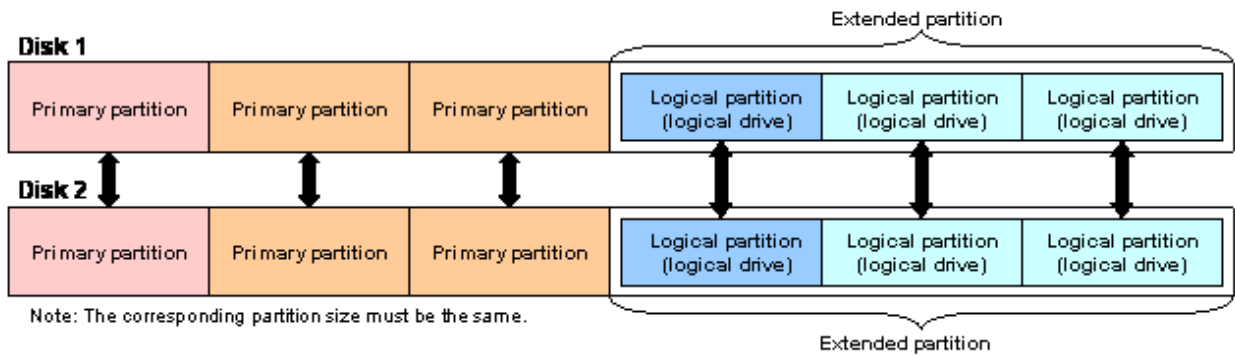 Extended partition
Disk 1
Primary partition
Primary partition
Primary partition
Logical partition
(logical drive)
Logical partition
(logical drive)
Logical partition
(logical drive)
Disk 2
Primary partition
Primary partition
Primary partition
Logical partition
(logical drive)
Logical partition
(logical drive)
Logical partition
(logical drive)
Note: The corresponding partition size must be the same.
Extended partition